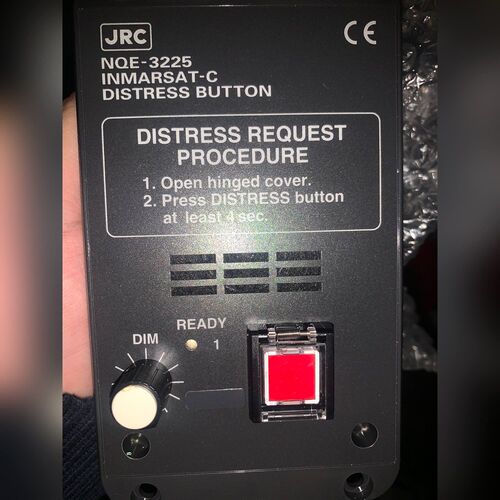 JRC
CE
NQE-3225
INMARSAT-C
DISTRESS BUTTON
DISTRESS REQUEST
PROCEDURE
1. Open hinged cover.
2. Press DISTRESS button
at least 4 sec.
READY
DIM
1